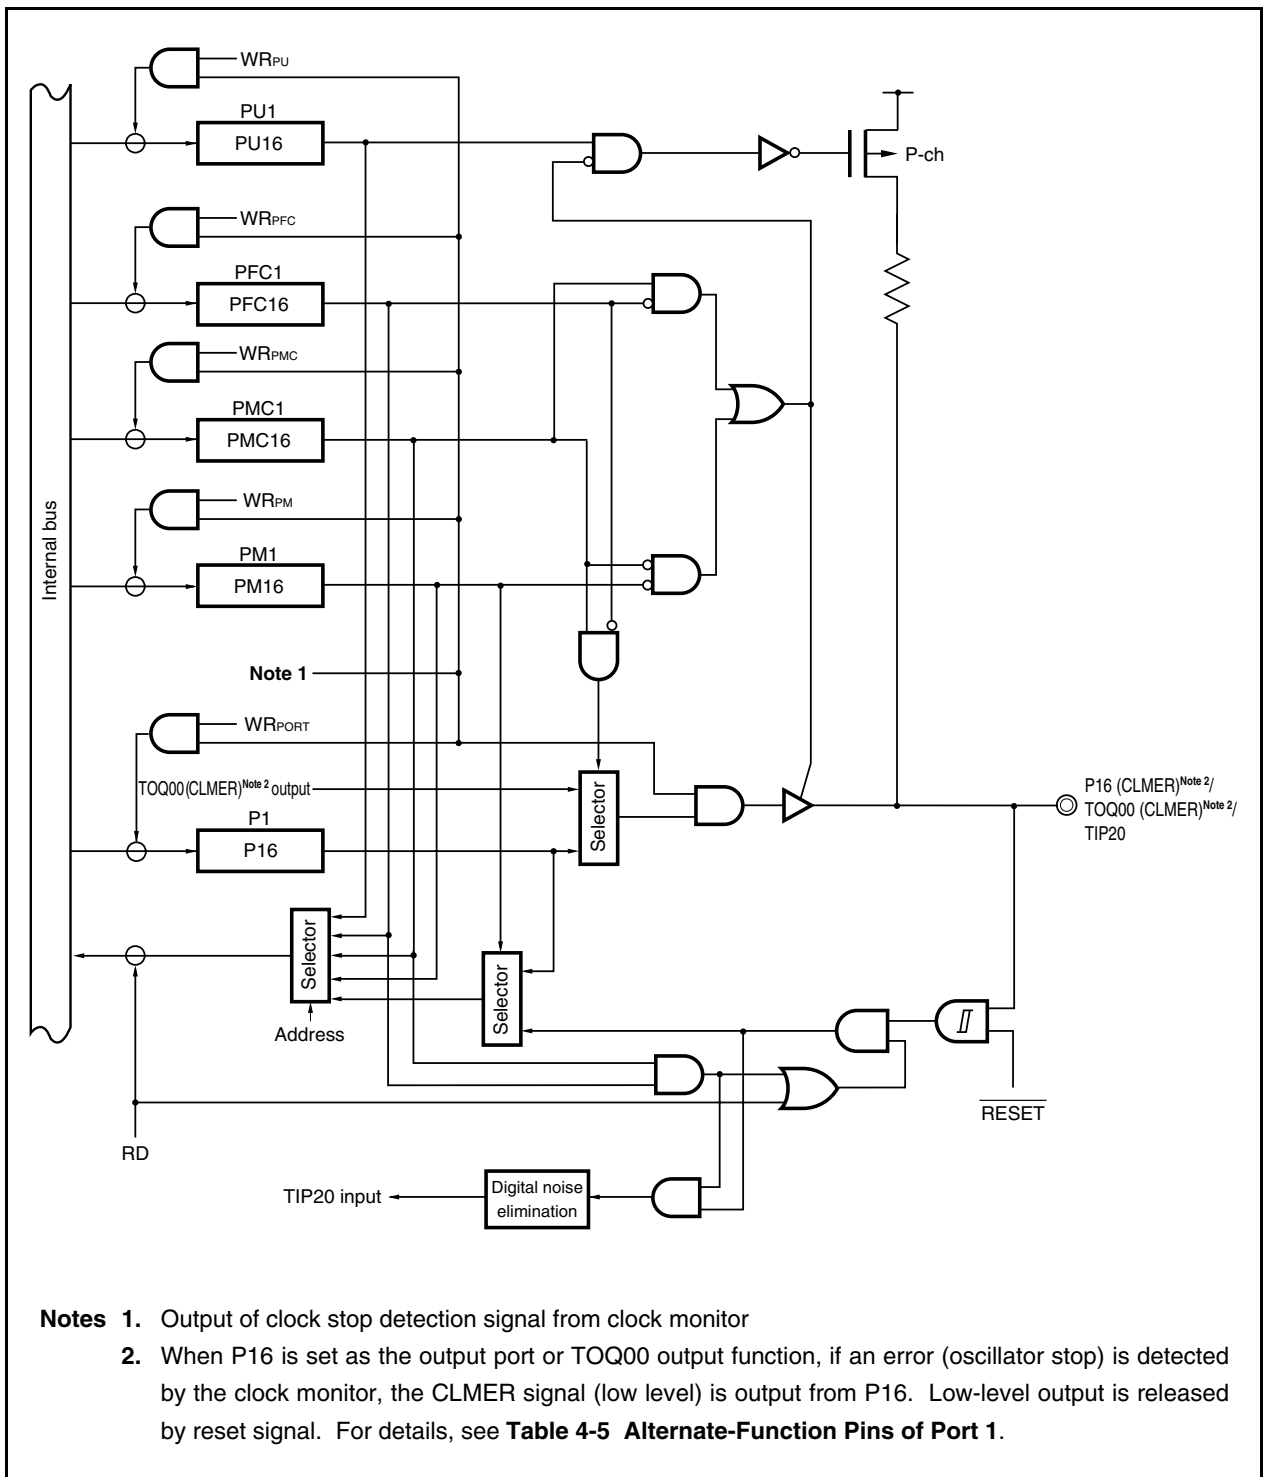 WRPU
PU1
PU16
P-ch
WRPFC
PFC1
PFC16
WRPMC
PMC1
PMC16
WRPM
PM1
PM16
Internal bus
Note 1
WRPORT
TOQ00 (CLMER)Note 2 output
P1
P16
Selector
P16 (CLMER)Note 2/
TOQ00 (CLMER)Note 2/
TIP20
Selector
Selector
Address
RESET
RD
TIP20 input
Digital noise
elimination
Notes 1. Output of clock stop detection signal from clock monitor
2. When P16 is set as the output port or TOQ00 output function, if an error (oscillator stop) is detected
by the clock monitor, the CLMER signal (low level) is output from P16. Low-level output is released
by reset signal. For details, see Table 4-5 Alternate-Function Pins of Port 1.